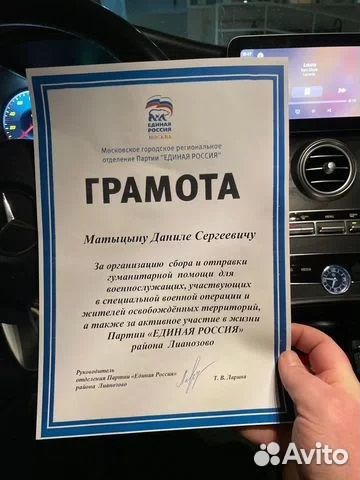 ЕДИНАЯ
РОССИЯ
МОСКВА
Московское городское региональное
отделение Партии "ЕДИНАЯ РОССИЯ"
ГРАМОТА
Матыцыну Даниле Сергеевичу
За организацию сбора и отправки
гуманитарной помощи для
военнослужащих, участвующих
в специальной военной операции и
жителей освобождённых территорий,
а также за активное участие в жизни
Партии «ЕДИНАЯ РОССИЯ»
района Лианозово
Руководитель
отделения Партии «Единая Россия»
района Лианозово
Т. В. Ларина
Avito